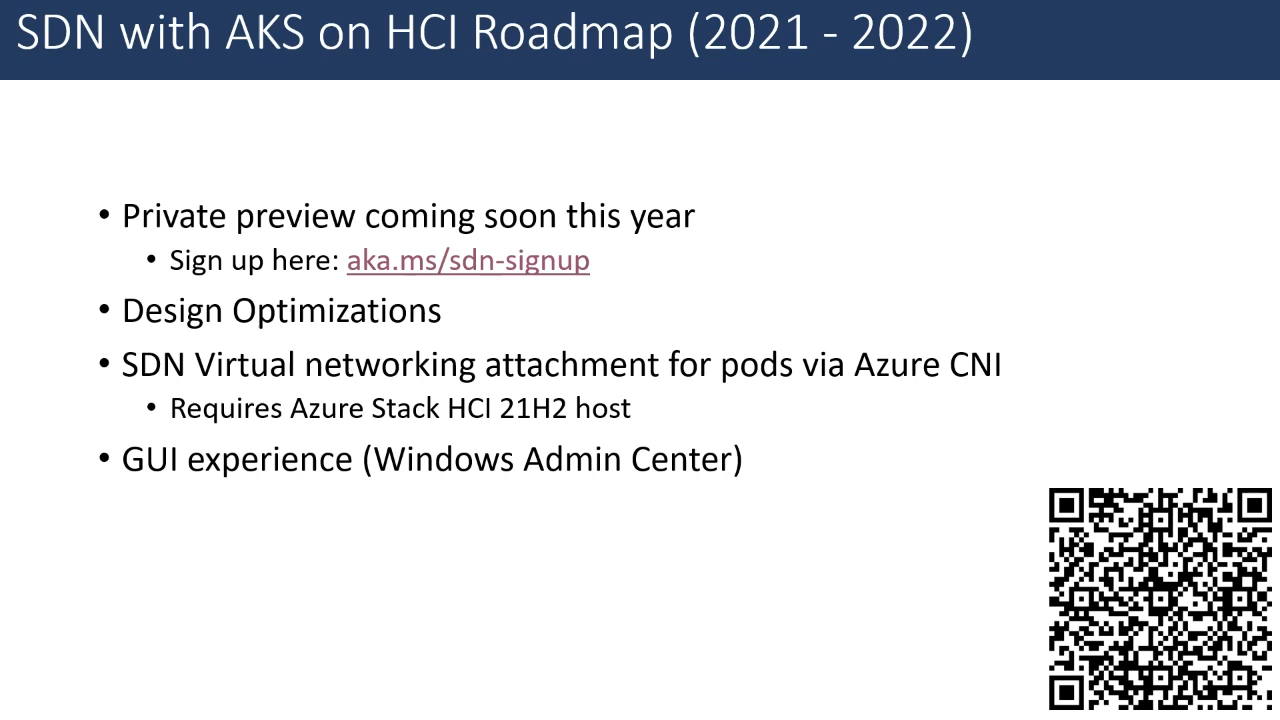 SDN with AKS on HCI Roadmap (2021 - 2022)
• Private preview coming soon this year
• Sign up here: aka.ms/sdn-signup
• Design Optimizations
• SDN Virtual networking attachment for pods via Azure CNI
• Requires Azure Stack HCI 21H2 host
• GUI experience (Windows Admin Center)